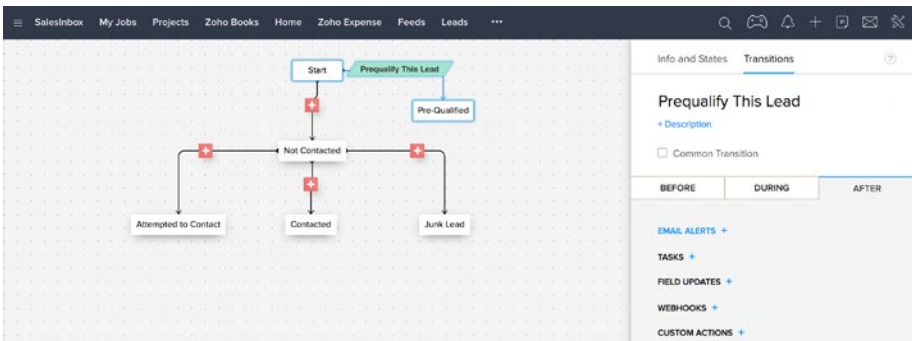 SalesInbox My Jobs Projects Zoho Books Home Zoho Expense Feeds Leads •••
Start
Prequalify This Lead
Pre-Qualified
Not Contacted
Attempted to Contact
Contacted
Junk Lead
Info and States Transitions ?
Prequalify This Lead
+ Description
Common Transition
BEFORE DURING AFTER
EMAIL ALERTS +
TASKS +
FIELD UPDATES +
WEBHOOKS +
CUSTOM ACTIONS +